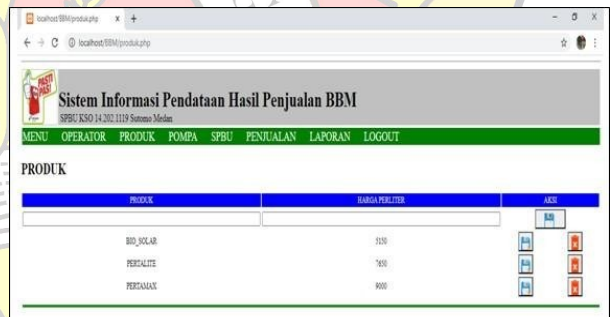 localhost/BBM/produk.php
localhost/BBM/produk.php
PASTI PAS!
Sistem Informasi Pendataan Hasil Penjualan BBM
SPBU KSO 14.202.1119 Sutomo Medan
MENU OPERATOR PRODUK POMPA SPBU PENJUALAN LAPORAN LOGOUT
PRODUK
PRODUK HARGA PERLITER AKSI
BIO_SOLAR 5150
PERTALITE 7650
PERTAMAX 9000